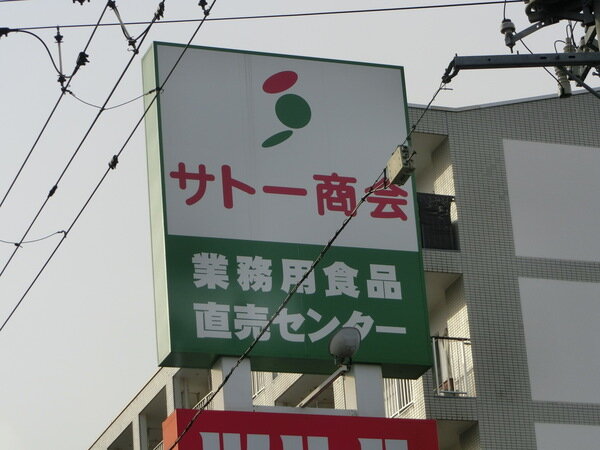 サトー商会
業務用食品
直売センター